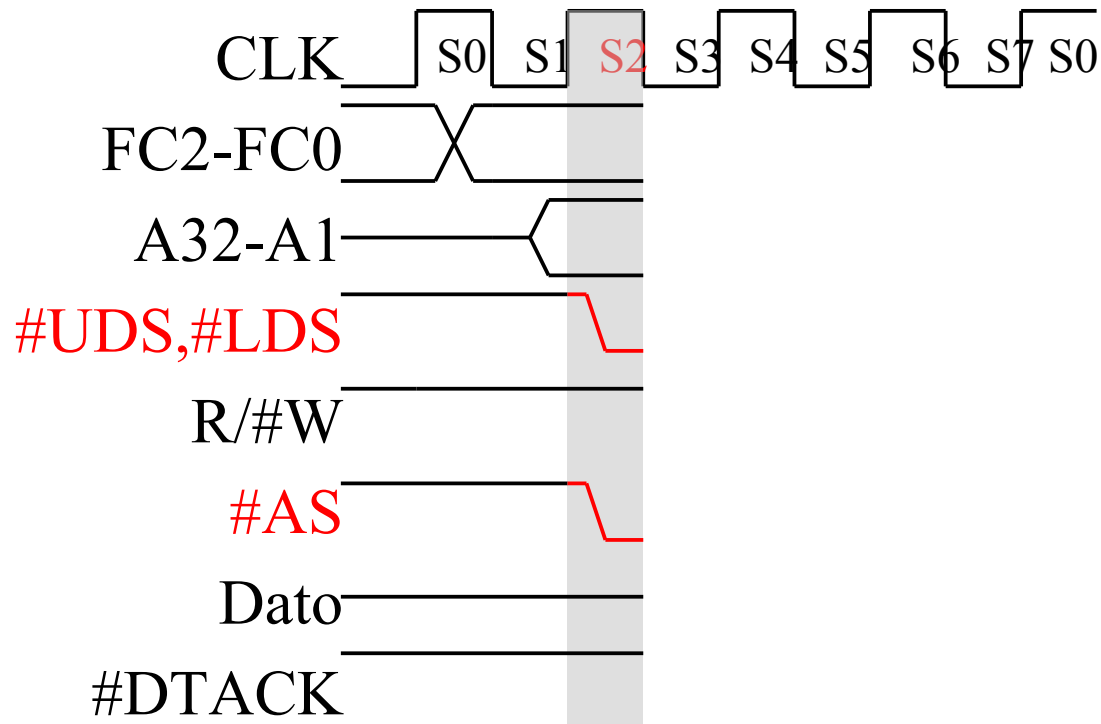 CLK S0 S1 S2 S3 S4 S5 S6 S7 S0
FC2-FC0
A32-A1
#UDS,#LDS
R/#W
#AS
Dato
#DTACK